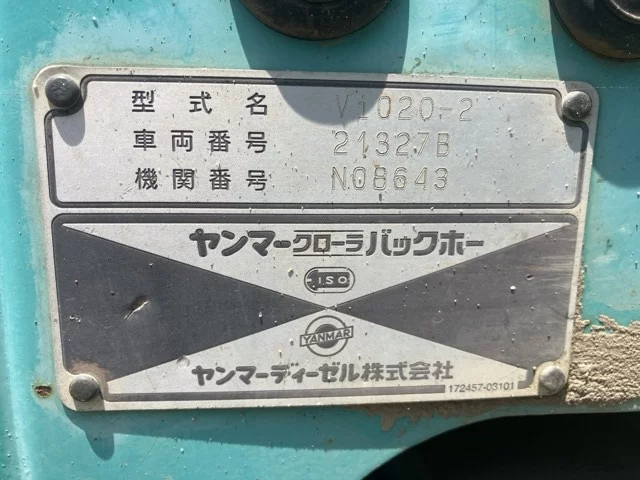 型式名 Vi020-2
車両番号 21327B
機関番号 N08643
ヤンマークローラバックホー
ISO
YANMAR
ヤンマーディーゼル株式会社
172457-03101